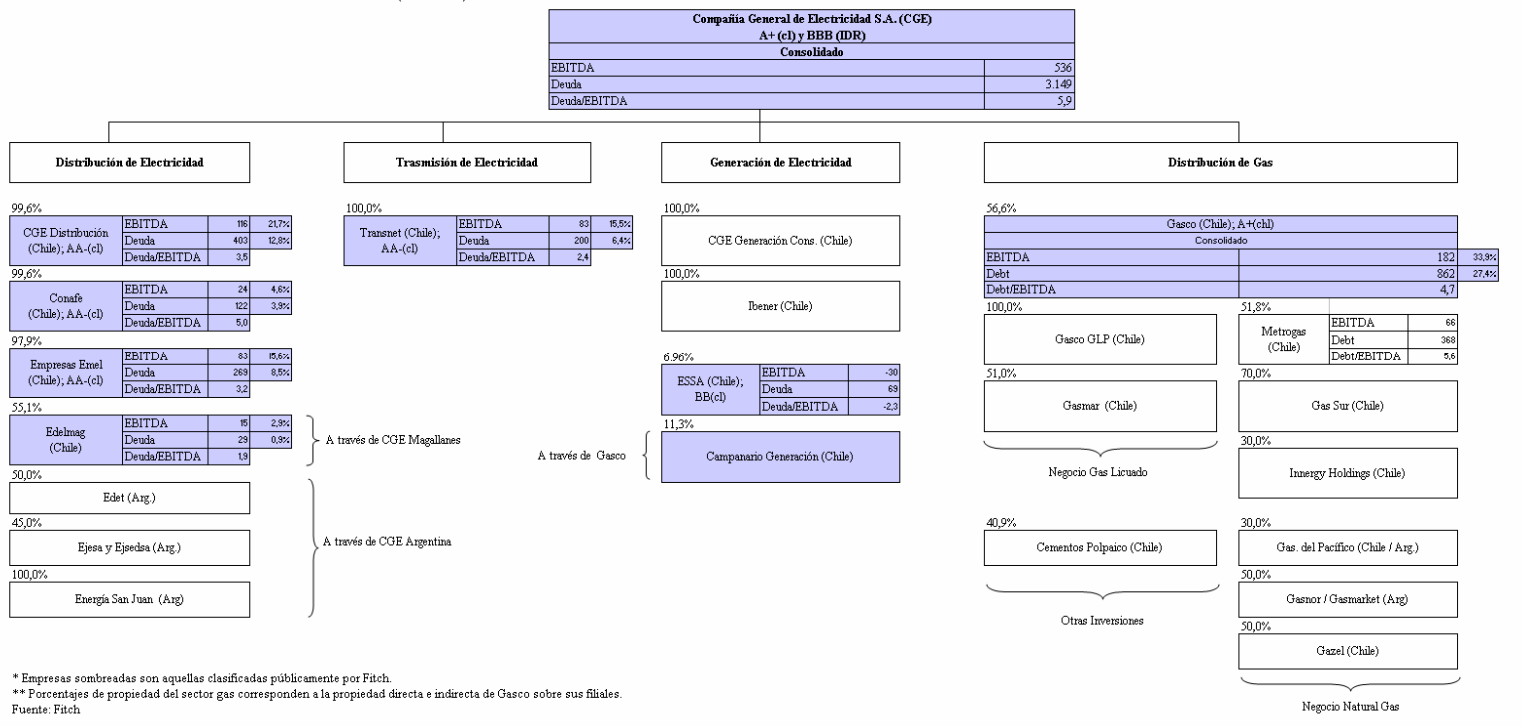 Compañía General de Electricidad S.A. (CGE)
A+ (cl) y BBB (IDR)
Consolidado
EBITDA 536
Deuda 3.149
Deuda/EBITDA 5,9
Distribución de Electricidad
99,6%
CGE Distribución
(Chile); AA-(cl)
EBITDA 116 21,7%
Deuda 403 12,8%
Deuda/EBITDA 3,5
99,6%
Conafe
(Chile); AA-(cl)
EBITDA 24 4,6%
Deuda 122 3,9%
Deuda/EBITDA 5,0
97,9%
Empresas Emel
(Chile); AA-(cl)
EBITDA 83 15,6%
Deuda 269 8,5%
Deuda/EBITDA 3,2
55,1%
Edelmag
(Chile)
EBITDA 15 2,9%
Deuda 29 0,9%
Deuda/EBITDA 1,9
A través de CGE Magallanes
50,0%
Edet (Arg.)
45,0%
Ejesa y Ejsedsa (Arg.)
100,0%
Energía San Juan (Arg)
A través de CGE Argentina
Trasmisión de Electricidad
100,0%
Transnet (Chile);
AA-(cl)
EBITDA 83 15,5%
Deuda 200 6,4%
Deuda/EBITDA 2,4
Generación de Electricidad
100,0%
CGE Generación Cons. (Chile)
100,0%
Ibener (Chile)
6.96%
ESSA (Chile);
BB(cl)
EBITDA -30
Deuda 69
Deuda/EBITDA -2,3
11,3%
A través de Gasco
Campanario Generación (Chile)
Distribución de Gas
56,6%
Gasco (Chile); A+(chl)
Consolidado
EBITDA 182 33,9%
Debt 862 27,4%
Debt/EBITDA 4,7
100,0%
Gasco GLP (Chile)
51,0%
Gasmar (Chile)
Negocio Gas Licuado
40,9%
Cementos Polpaico (Chile)
Otras Inversiones
51,8%
Metrogas
(Chile)
EBITDA 66
Debt 368
Debt/EBITDA 5,6
70,0%
Gas Sur (Chile)
30,0%
Innergy Holdings (Chile)
30,0%
Gas. del Pacífico (Chile / Arg.)
50,0%
Gasnor / Gasmarket (Arg)
50,0%
Gazel (Chile)
Negocio Natural Gas
* Empresas sombreadas son aquellas clasificadas públicamente por Fitch.
** Porcentajes de propiedad del sector gas corresponden a la propiedad directa e indirecta de Gasco sobre sus filiales.
Fuente: Fitch